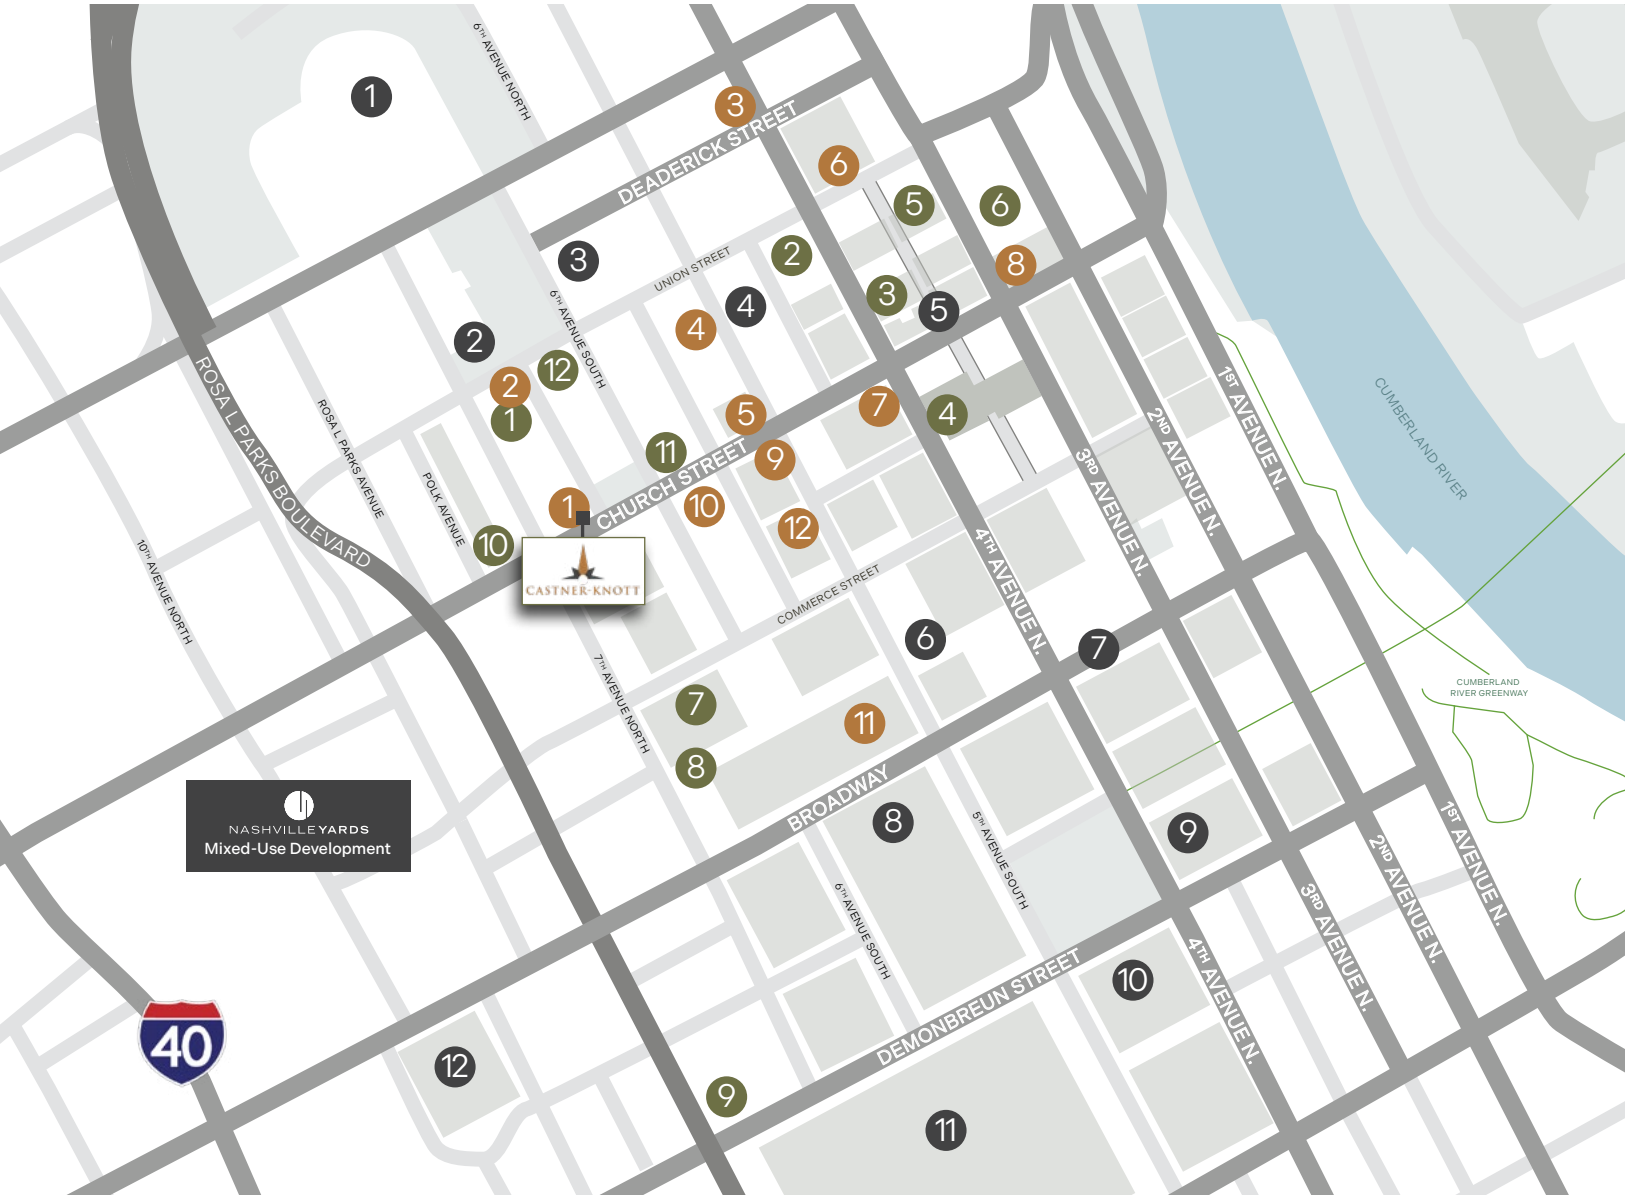 6TH AVENUE NORTH
1
3
DEADERICK STREET
6
5
6
2
8
3
UNION STREET
3
4
5
4
6TH AVENUE SOUTH
2
12
2
1
ROSA L PARKS BOULEVARD
ROSA L PARKS AVENUE
POLK AVENUE
5
7
4
11
9
CHURCH STREET
10
12
1
10
CASTNER-KNOTT
1ST AVENUE N.
2ND AVENUE N.
3RD AVENUE N.
4TH AVENUE N.
CUMBERLAND RIVER
10TH AVENUE NORTH
COMMERCE STREET
6
7
CUMBERLAND
RIVER GREENWAY
7TH AVENUE NORTH
7
8
11
BROADWAY
8
9
NASHVILLEYARDS
Mixed-Use Development
5TH AVENUE SOUTH
6TH AVENUE SOUTH
1ST AVENUE N.
2ND AVENUE N.
3RD AVENUE N.
4TH AVENUE N.
DEMONBREUN STREET
10
40
12
9
11